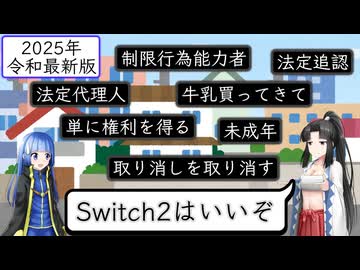 2025年
令和最新版
制限行為能力者
法定追認
法定代理人
牛乳買ってきて
単に権利を得る
未成年
取り消しを取り消す
Switch2はいいぞ